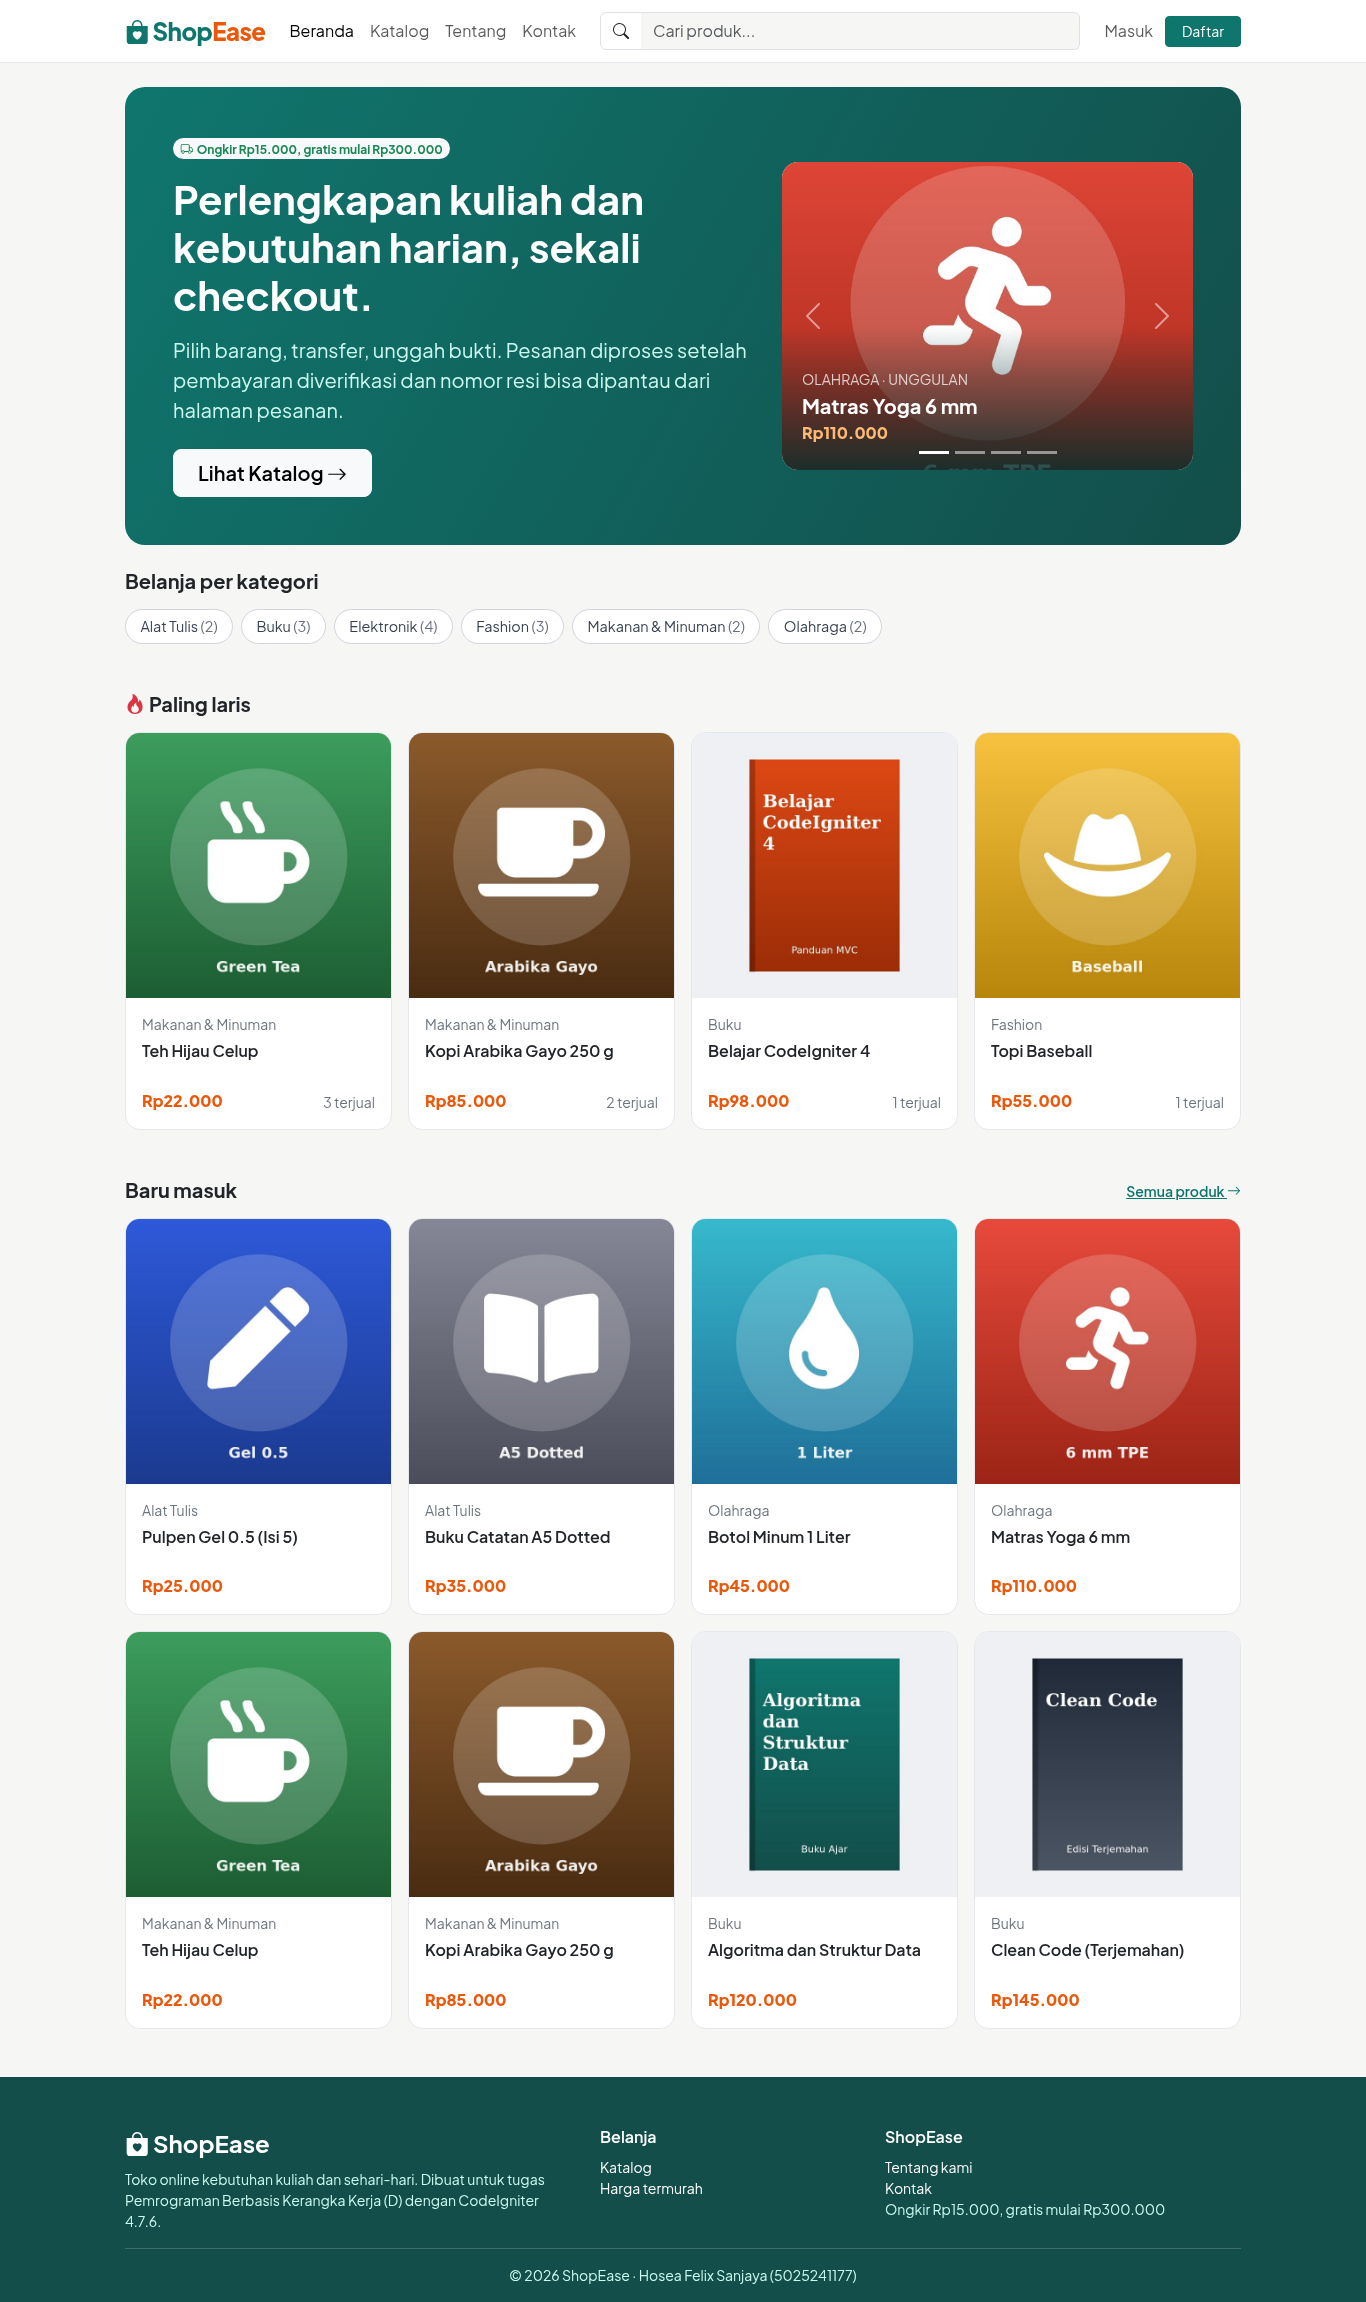 ShopEase
Beranda
Katalog
Tentang
Kontak
Cari produk...
Masuk
Daftar
Ongkir Rp15.000, gratis mulai Rp300.000
Perlengkapan kuliah dan
kebutuhan harian, sekali
checkout.
Pilih barang, transfer, unggah bukti. Pesanan diproses setelah
pembayaran diverifikasi dan nomor resi bisa dipantau dari
halaman pesanan.
Lihat Katalog
OLAHRAGA · UNGGULAN
Matras Yoga 6 mm
Rp110.000
6 mm TPE
Belanja per kategori
Alat Tulis (2)
Buku (3)
Elektronik (4)
Fashion (3)
Makanan & Minuman (2)
Olahraga (2)
Paling laris
Green Tea
Makanan & Minuman
Teh Hijau Celup
Rp22.000
3 terjual
Arabika Gayo
Makanan & Minuman
Kopi Arabika Gayo 250 g
Rp85.000
2 terjual
Belajar
CodeIgniter
4
Panduan MVC
Buku
Belajar CodeIgniter 4
Rp98.000
1 terjual
Baseball
Fashion
Topi Baseball
Rp55.000
1 terjual
Baru masuk
Semua produk
Gel 0.5
Alat Tulis
Pulpen Gel 0.5 (Isi 5)
Rp25.000
A5 Dotted
Alat Tulis
Buku Catatan A5 Dotted
Rp35.000
1 Liter
Olahraga
Botol Minum 1 Liter
Rp45.000
6 mm TPE
Olahraga
Matras Yoga 6 mm
Rp110.000
Green Tea
Makanan & Minuman
Teh Hijau Celup
Rp22.000
Arabika Gayo
Makanan & Minuman
Kopi Arabika Gayo 250 g
Rp85.000
Algoritma
dan
Struktur
Data
Buku Ajar
Buku
Algoritma dan Struktur Data
Rp120.000
Clean Code
Edisi Terjemahan
Buku
Clean Code (Terjemahan)
Rp145.000
ShopEase
Toko online kebutuhan kuliah dan sehari-hari. Dibuat untuk tugas
Pemrograman Berbasis Kerangka Kerja (D) dengan CodeIgniter
4.7.6.
Belanja
Katalog
Harga termurah
ShopEase
Tentang kami
Kontak
Ongkir Rp15.000, gratis mulai Rp300.000
© 2026 ShopEase · Hosea Felix Sanjaya (5025241177)